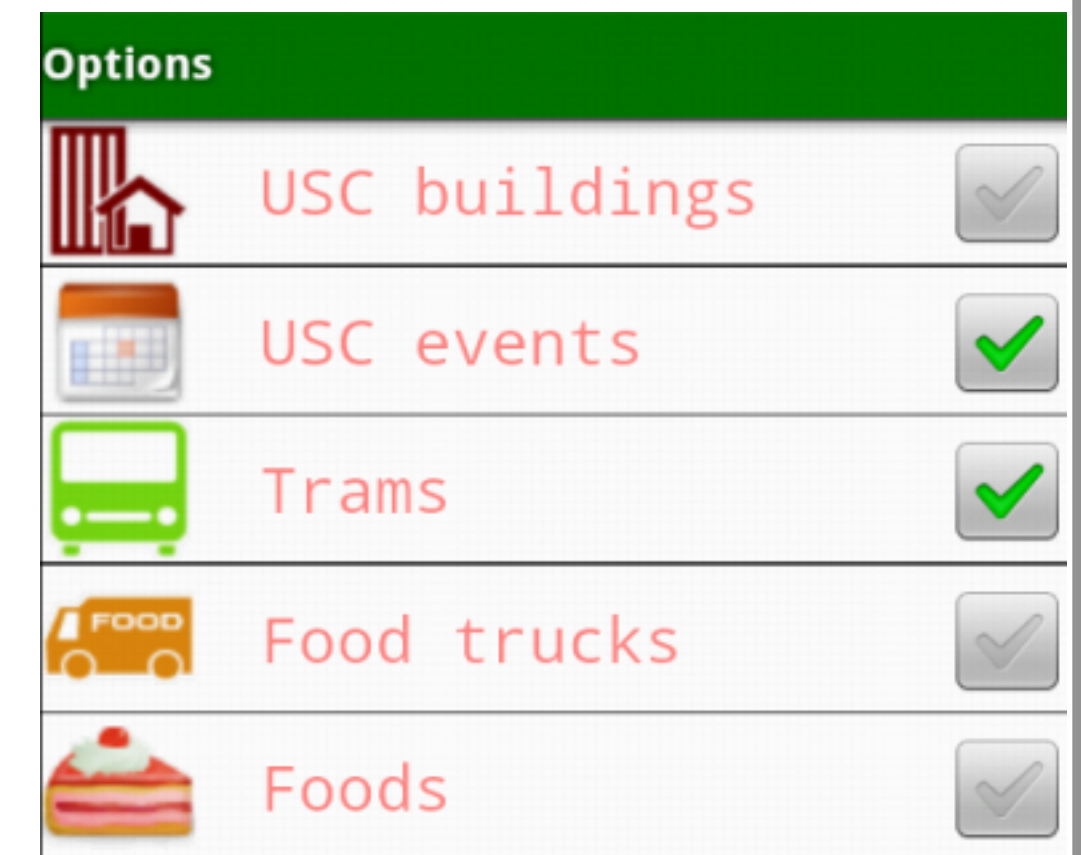 Options
USC buildings
USC events
Trams
FOOD
Food trucks
Foods